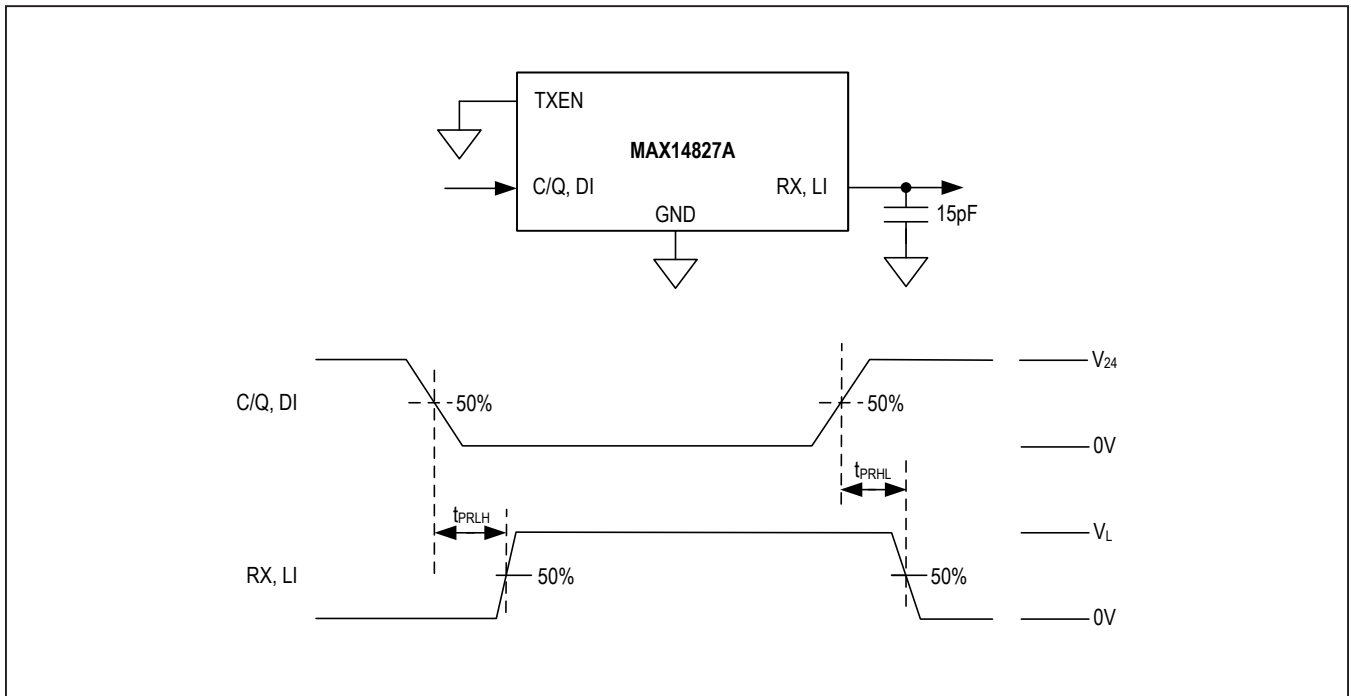 TXEN
MAX14827A
C/Q, DI
RX, LI
GND
15pF
V24
C/Q, DI
50%
50%
0V
tPRHL
tPRLH
VL
RX, LI
50%
50%
0V